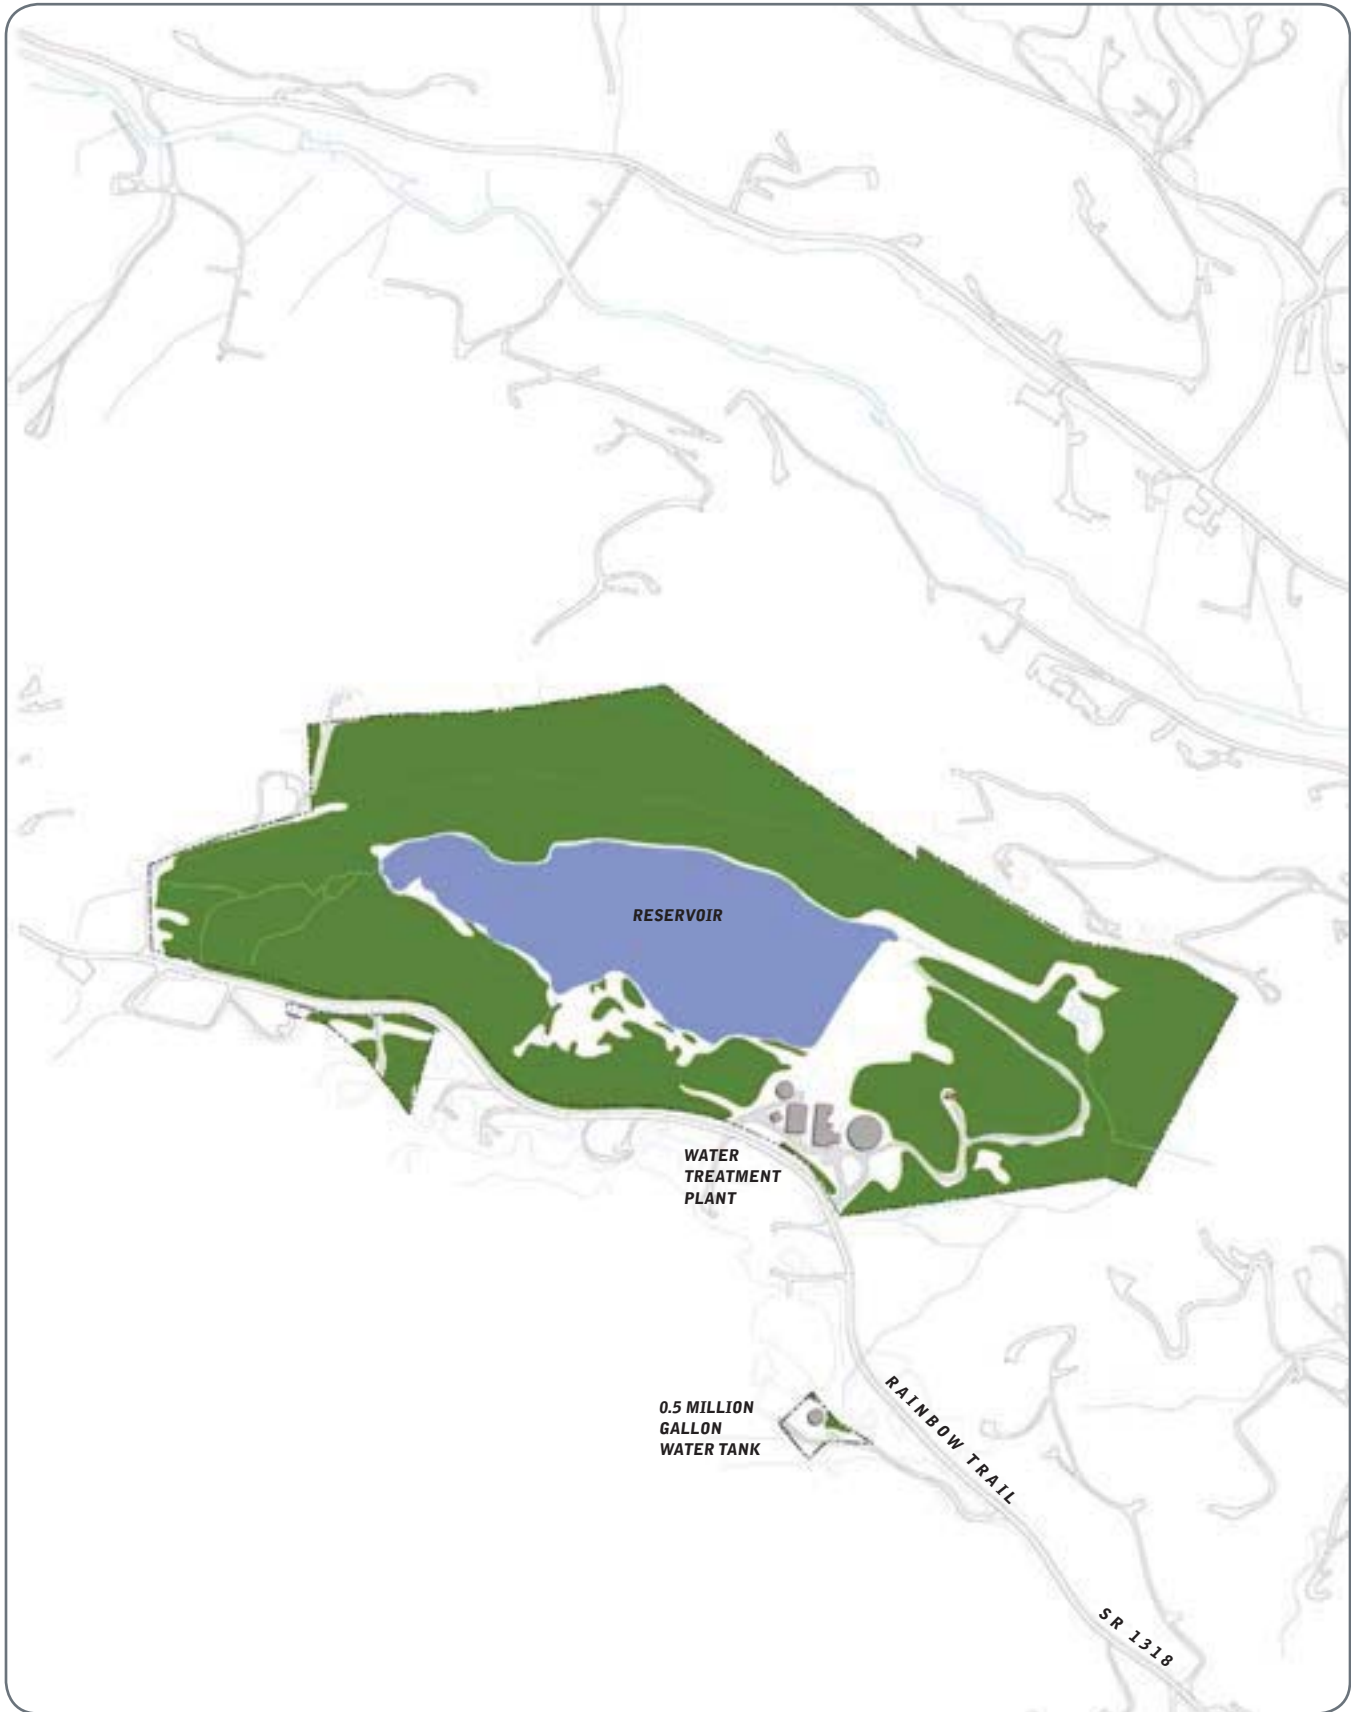 RESERVOIR
WATER
TREATMENT
PLANT
0.5 MILLION
GALLON
WATER TANK
RAINBOW TRAIL
SR 1318